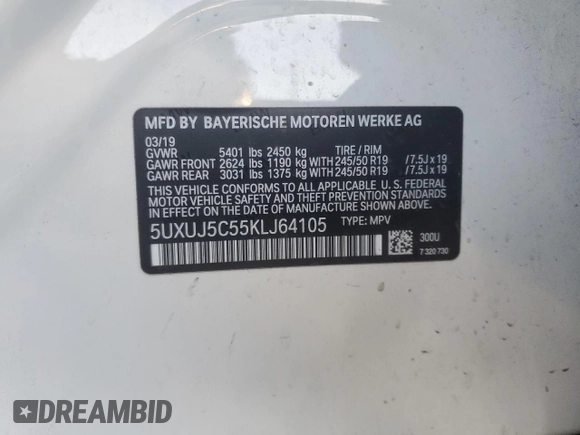 MFD BY BAYERISCHE MOTOREN WERKE AG
03/19
GVWR 5401 lbs 2450 kg TIRE / RIM
GAWR FRONT 2624 lbs 1190 kg WITH 245/50 R19 / 7.5J x 19
GAWR REAR 3031 lbs 1375 kg WITH 245/50 R19 / 7.5J x 19
THIS VEHICLE CONFORMS TO ALL APPLICABLE U. S. FEDERAL
MOTOR VEHICLE SAFETY, BUMPER, AND THEFT PREVENTION
STANDARDS IN EFFECT ON THE DATE OF MANUFACTURE SHOWN ABOVE.
5UXUJ5C55KLJ64105 TYPE: MPV
300U
7 320 730
DREAMBID